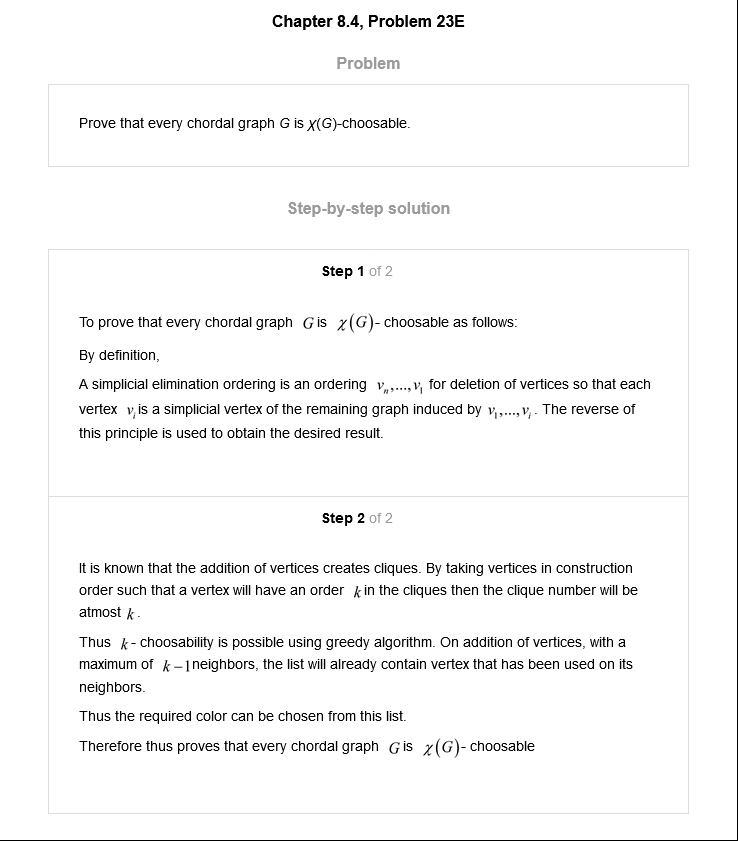 Chapter 8.4, Problem 23E
Problem
Prove that every chordal graph G is χ(G)-choosable.
Step-by-step solution
Step 1 of 2
To prove that every chordal graph G is χ(G)- choosable as follows:
By definition,
A simplicial elimination ordering is an ordering vₙ,...,v₁ for deletion of vertices so that each
vertex vᵢ is a simplicial vertex of the remaining graph induced by v₁,...,vᵢ. The reverse of
this principle is used to obtain the desired result.
Step 2 of 2
It is known that the addition of vertices creates cliques. By taking vertices in construction
order such that a vertex will have an order k in the cliques then the clique number will be
atmost k.
Thus k- choosability is possible using greedy algorithm. On addition of vertices, with a
maximum of k−1 neighbors, the list will already contain vertex that has been used on its
neighbors.
Thus the required color can be chosen from this list.
Therefore thus proves that every chordal graph G is χ(G)- choosable